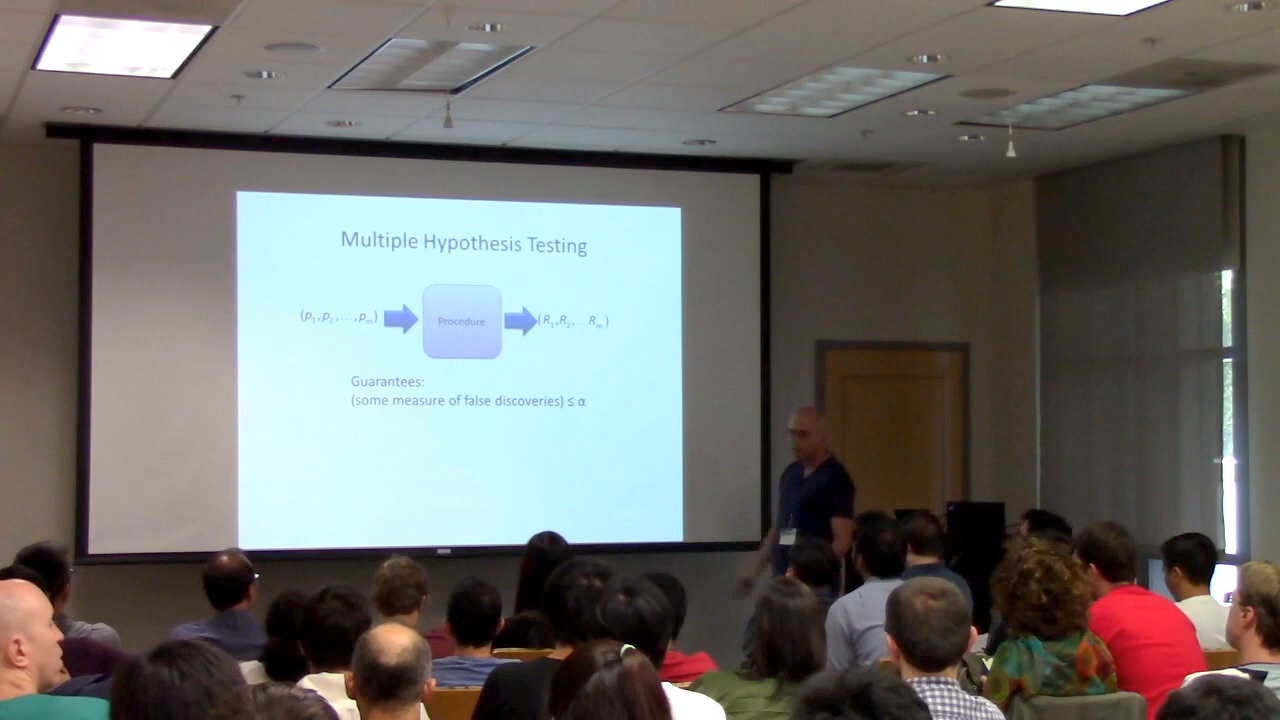 Multiple Hypothesis Testing
(p₁,p₂,...,pₘ) Procedure (R₁,R₂,...Rₘ)
Guarantees:
(some measure of false discoveries) ≤ α